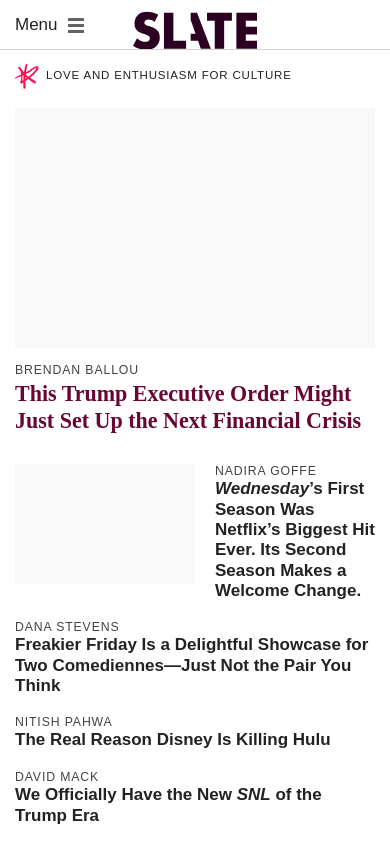 Menu
SLATE
LOVE AND ENTHUSIASM FOR CULTURE
BRENDAN BALLOU
This Trump Executive Order Might
Just Set Up the Next Financial Crisis
NADIRA GOFFE
Wednesday’s First
Season Was
Netflix’s Biggest Hit
Ever. Its Second
Season Makes a
Welcome Change.
DANA STEVENS
Freakier Friday Is a Delightful Showcase for
Two Comediennes—Just Not the Pair You
Think
NITISH PAHWA
The Real Reason Disney Is Killing Hulu
DAVID MACK
We Officially Have the New SNL of the
Trump Era